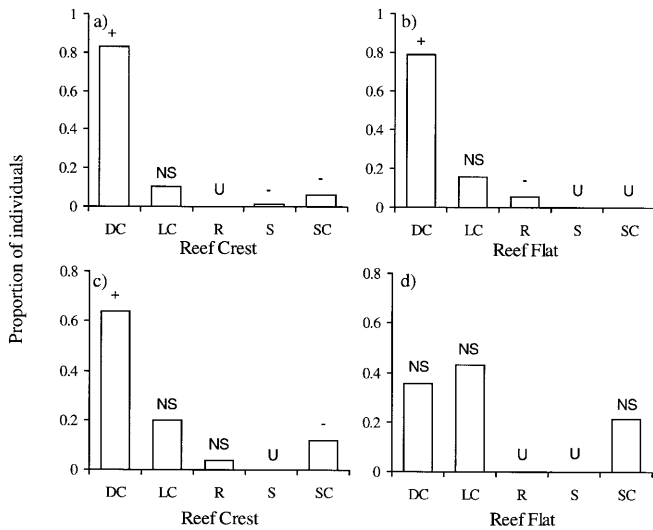 Proportion of individuals
a)
1
0.8
0.6
0.4
0.2
0
+
NS
U
-
-
DC LC R S SC
Reef Crest
b)
1
0.8
0.6
0.4
0.2
0
+
NS
-
U
U
DC LC R S SC
Reef Flat
c)
0.8
0.6
0.4
0.2
0
+
NS
NS
U
-
DC LC R S SC
Reef Crest
d)
0.8
0.6
0.4
0.2
0
NS
NS
U
U
NS
DC LC R S SC
Reef Flat